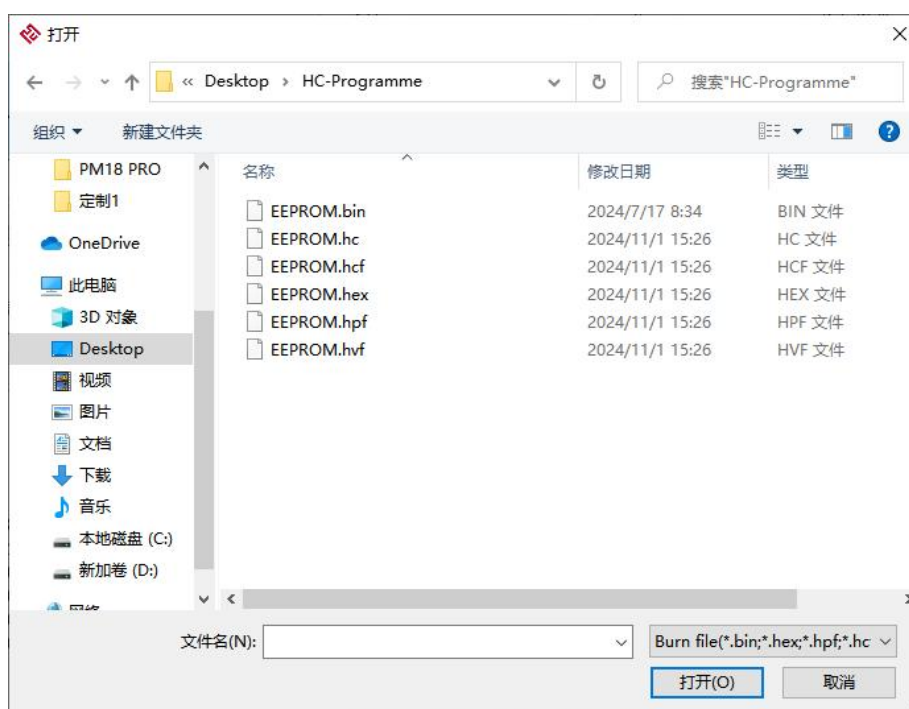 打开
« Desktop › HC-Programme
搜索"HC-Programme"
组织
新建文件夹
PM18 PRO
定制1
OneDrive
此电脑
3D 对象
Desktop
视频
图片
文档
下载
音乐
本地磁盘 (C:)
新加卷 (D:)
名称 修改日期 类型
EEPROM.bin 2024/7/17 8:34 BIN 文件
EEPROM.hc 2024/11/1 15:26 HC 文件
EEPROM.hcf 2024/11/1 15:26 HCF 文件
EEPROM.hex 2024/11/1 15:26 HEX 文件
EEPROM.hpf 2024/11/1 15:26 HPF 文件
EEPROM.hvf 2024/11/1 15:26 HVF 文件
文件名(N):
Burn file(*.bin;*.hex;*.hpf;*.hc
打开(O)
取消